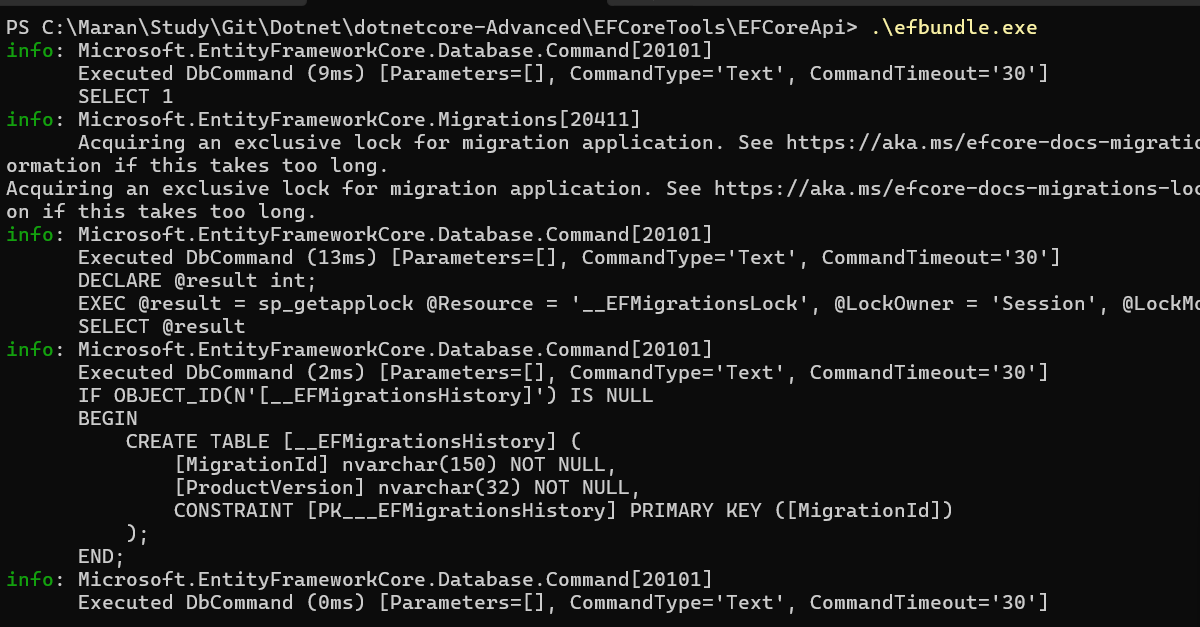 PS C:\Maran\Study\Git\Dotnet\dotnetcore-Advanced\EFCoreTools\EFCoreApi> .\efbundle.exe
info: Microsoft.EntityFrameworkCore.Database.Command[20101]
      Executed DbCommand (9ms) [Parameters=[], CommandType='Text', CommandTimeout='30']
      SELECT 1
info: Microsoft.EntityFrameworkCore.Migrations[20411]
      Acquiring an exclusive lock for migration application. See https://aka.ms/efcore-docs-migratio
ormation if this takes too long.
Acquiring an exclusive lock for migration application. See https://aka.ms/efcore-docs-migrations-loc
on if this takes too long.
info: Microsoft.EntityFrameworkCore.Database.Command[20101]
      Executed DbCommand (13ms) [Parameters=[], CommandType='Text', CommandTimeout='30']
      DECLARE @result int;
      EXEC @result = sp_getapplock @Resource = '__EFMigrationsLock', @LockOwner = 'Session', @LockMo
      SELECT @result
info: Microsoft.EntityFrameworkCore.Database.Command[20101]
      Executed DbCommand (2ms) [Parameters=[], CommandType='Text', CommandTimeout='30']
      IF OBJECT_ID(N'[__EFMigrationsHistory]') IS NULL
      BEGIN
          CREATE TABLE [__EFMigrationsHistory] (
              [MigrationId] nvarchar(150) NOT NULL,
              [ProductVersion] nvarchar(32) NOT NULL,
              CONSTRAINT [PK___EFMigrationsHistory] PRIMARY KEY ([MigrationId])
          );
      END;
info: Microsoft.EntityFrameworkCore.Database.Command[20101]
      Executed DbCommand (0ms) [Parameters=[], CommandType='Text', CommandTimeout='30']